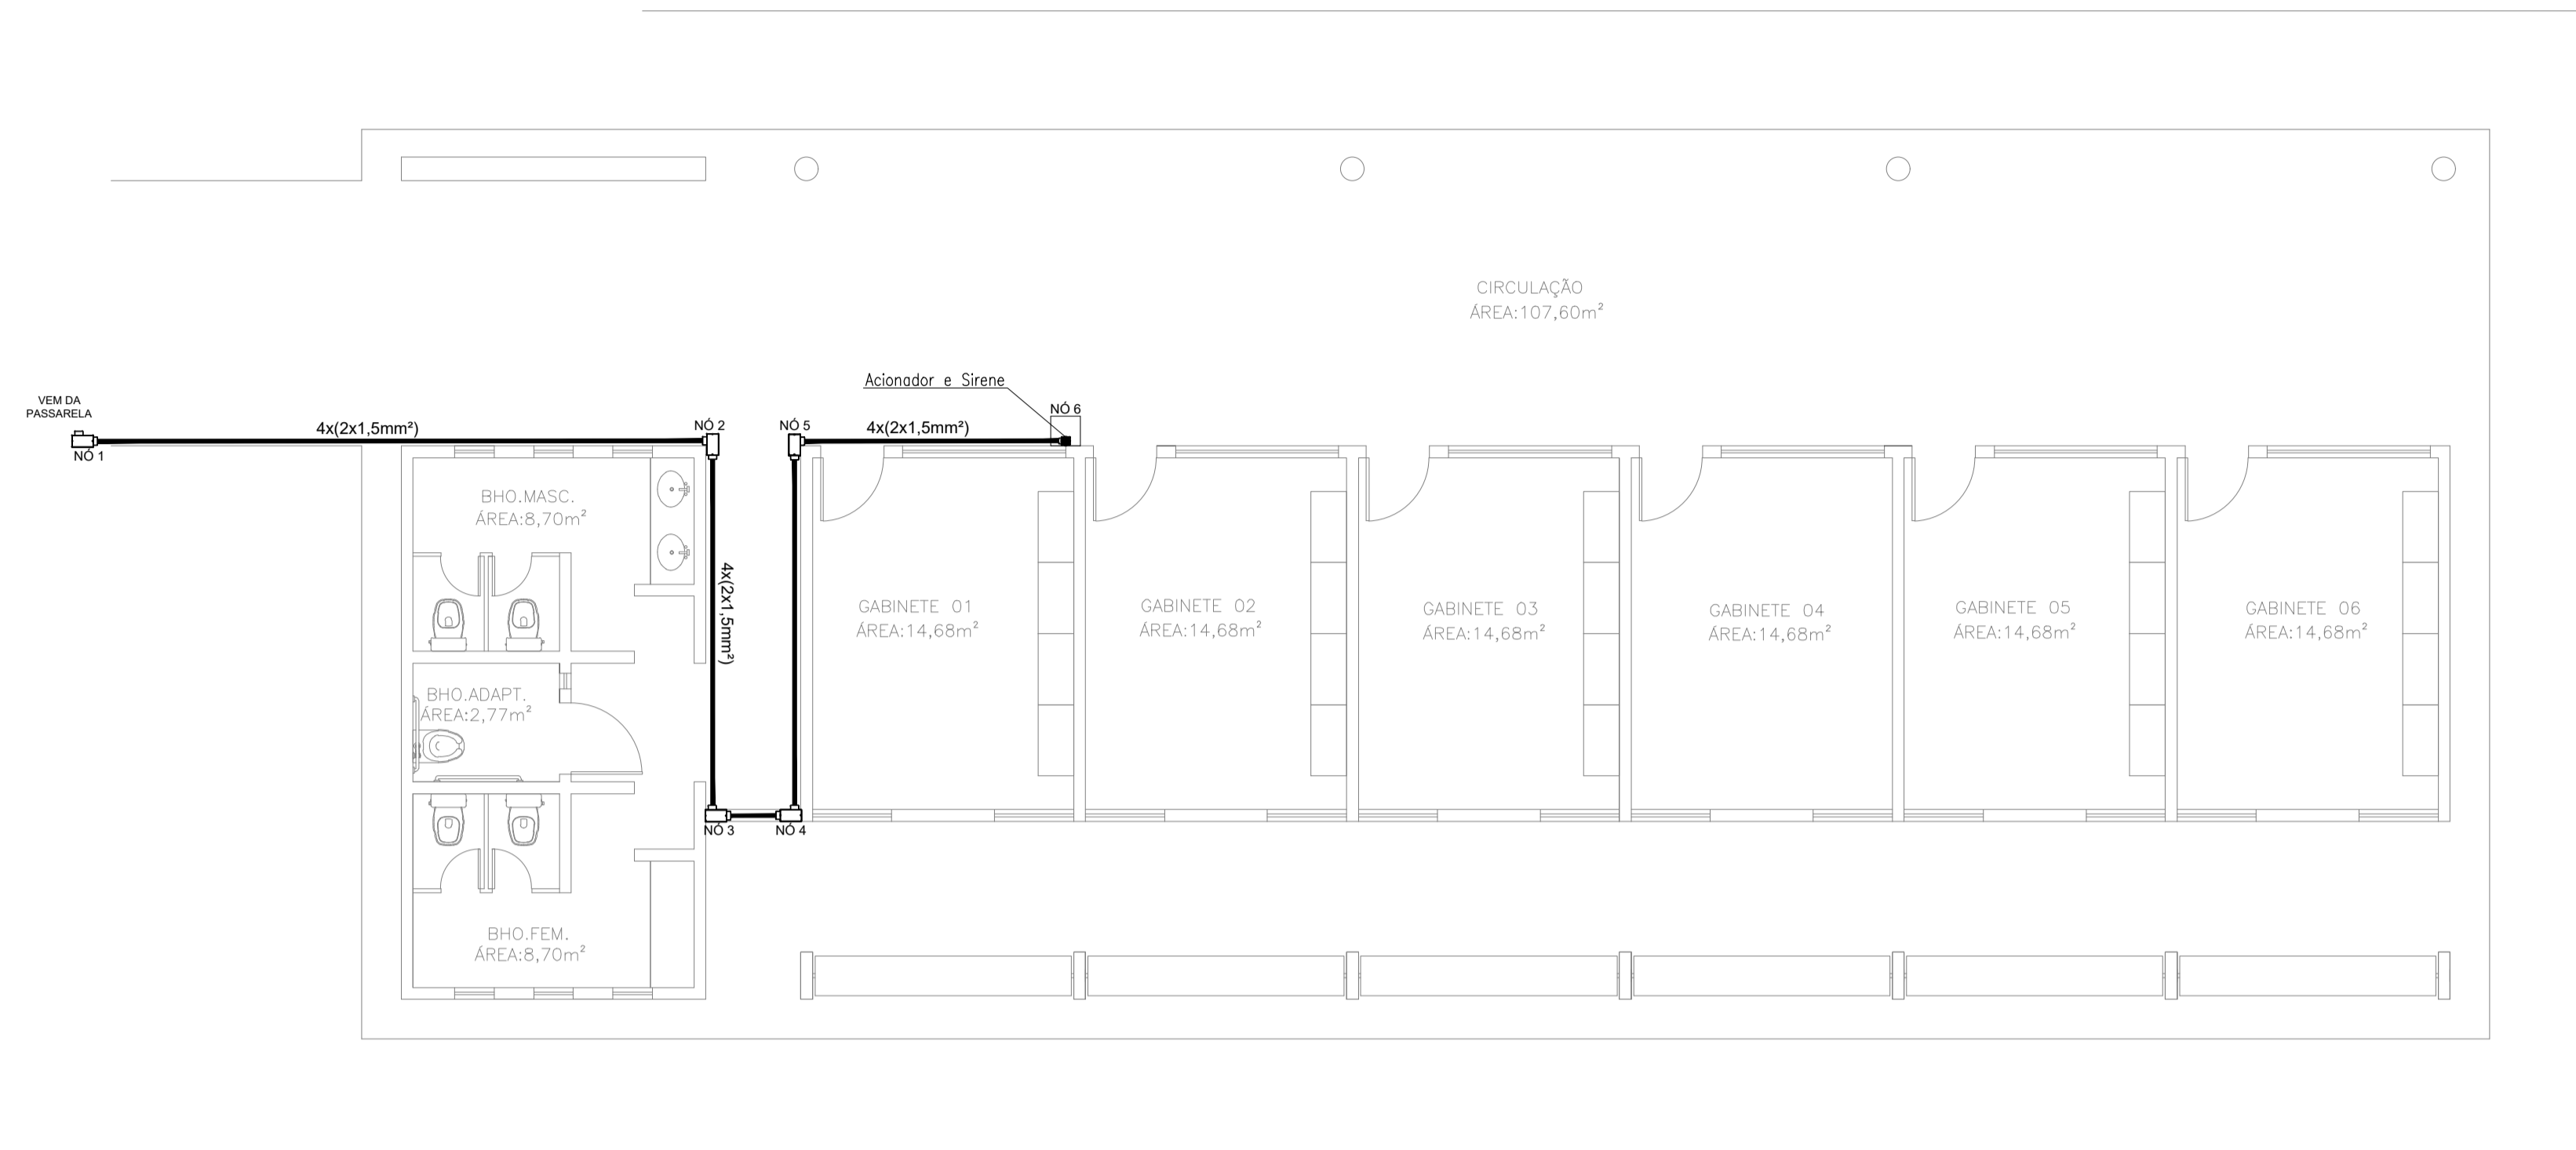 CIRCULAÇÃO
ÁREA:107,60m²
Acionador e Sirene
VEM DA
PASSARELA
NÓ 1
4x(2x1,5mm²)
NÓ 2
NÓ 5
4x(2x1,5mm²)
NÓ 6
BHO.MASC.
ÁREA:8,70m²
4x(2x1,5mm²)
GABINETE 01
ÁREA:14,68m²
GABINETE 02
ÁREA:14,68m²
GABINETE 03
ÁREA:14,68m²
GABINETE 04
ÁREA:14,68m²
GABINETE 05
ÁREA:14,68m²
GABINETE 06
ÁREA:14,68m²
BHO.ADAPT.
ÁREA:2,77m²
NÓ 3
NÓ 4
BHO.FEM.
ÁREA:8,70m²